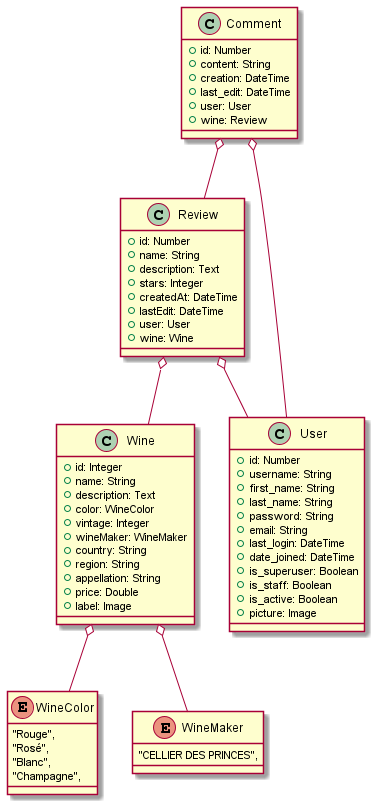 C Comment
id: Number
content: String
creation: DateTime
last_edit: DateTime
user: User
wine: Review
C Review
id: Number
name: String
description: Text
stars: Integer
createdAt: DateTime
lastEdit: DateTime
user: User
wine: Wine
C Wine
id: Integer
name: String
description: Text
color: WineColor
vintage: Integer
wineMaker: WineMaker
country: String
region: String
appellation: String
price: Double
label: Image
C User
id: Number
username: String
first_name: String
last_name: String
password: String
email: String
last_login: DateTime
date_joined: DateTime
is_superuser: Boolean
is_staff: Boolean
is_active: Boolean
picture: Image
E WineColor
"Rouge",
"Rosé",
"Blanc",
"Champagne",
E WineMaker
"CELLIER DES PRINCES",